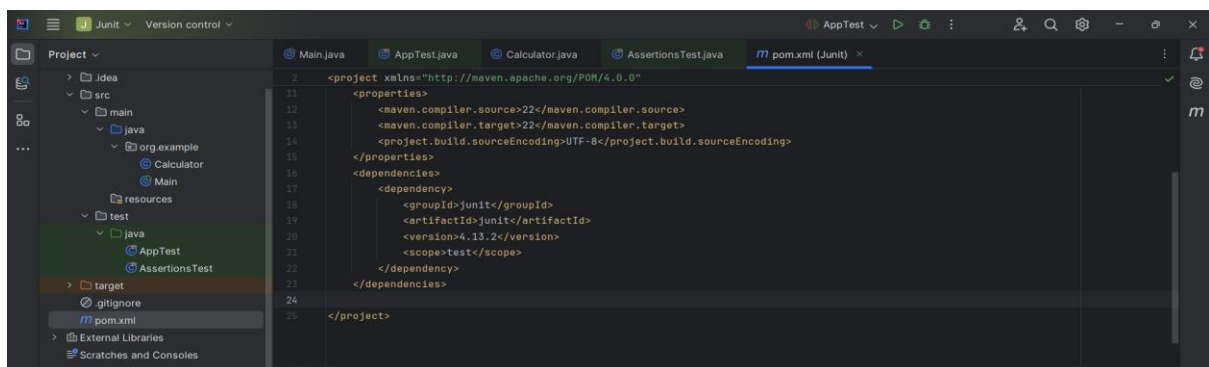 J Junit Version control AppTest
Project
Main.java AppTest.java Calculator.java AssertionsTest.java m pom.xml (Junit)
.idea
src
main
java
org.example
Calculator
Main
resources
test
java
AppTest
AssertionsTest
target
.gitignore
m pom.xml
External Libraries
Scratches and Consoles
2 <project xmlns="http://maven.apache.org/POM/4.0.0"
11 <properties>
12 <maven.compiler.source>22</maven.compiler.source>
13 <maven.compiler.target>22</maven.compiler.target>
14 <project.build.sourceEncoding>UTF-8</project.build.sourceEncoding>
15 </properties>
16 <dependencies>
17 <dependency>
18 <groupId>junit</groupId>
19 <artifactId>junit</artifactId>
20 <version>4.13.2</version>
21 <scope>test</scope>
22 </dependency>
23 </dependencies>
24
25 </project>
m